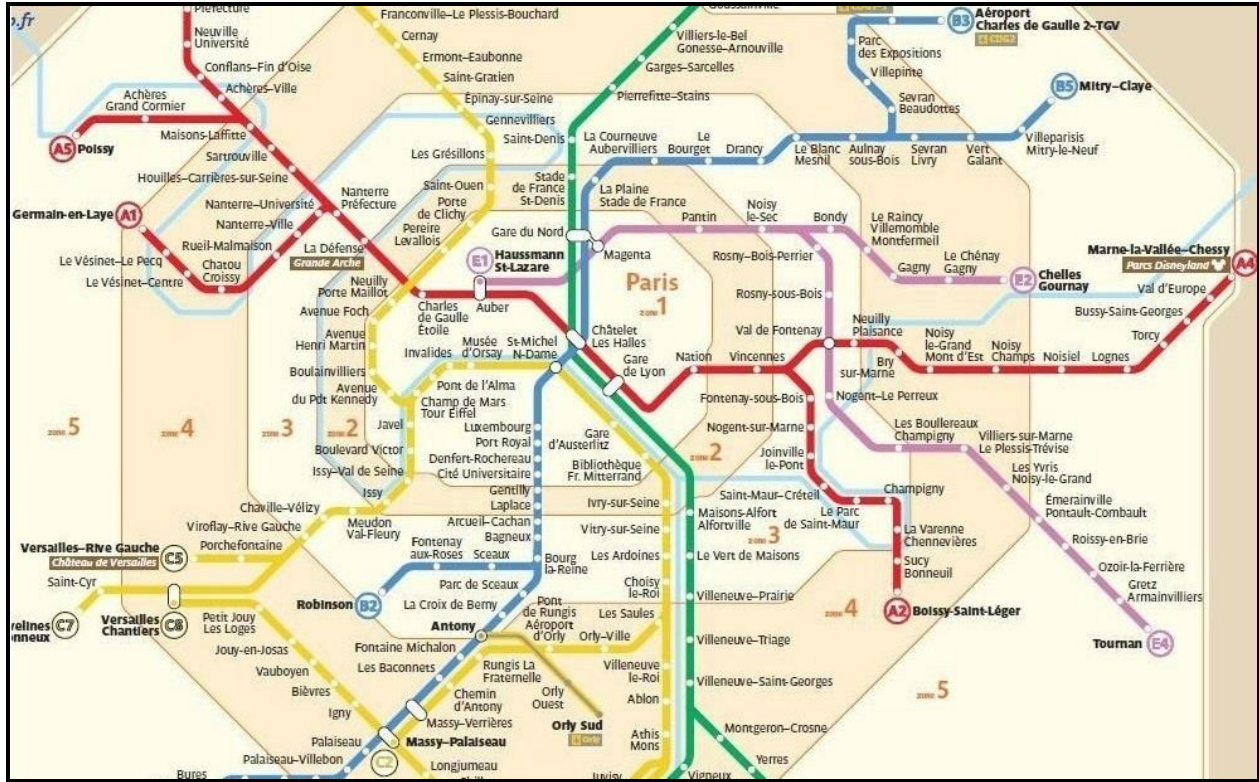 .fr
Préfecture
Neuville
Université
Conflans–Fin d'Oise
Achères–Ville
Achères
Grand Cormier
A5 Poissy
Maisons–Laffitte
Sartrouville
Houilles–Carrières–sur–Seine
Germain–en–Laye A1
Nanterre–Université
Nanterre
Préfecture
Nanterre–Ville
Rueil–Malmaison
La Défense
Grande Arche
Le Vésinet–Le Pecq
Chatou
Croissy
Le Vésinet–Centre
Franconville–Le Plessis–Bouchard
Cernay
Ermont–Eaubonne
Saint–Gratien
Épinay–sur–Seine
Gennevilliers
Saint–Denis
Les Grésillons
Saint–Ouen
Porte
de Clichy
Pereire
Levallois
Neuilly
Porte Maillot
Avenue Foch
Avenue
Henri Martin
Boulainvilliers
Avenue
du Pdt Kennedy
Javel
Boulevard Victor
Issy–Val de Seine
Issy
Goussainville
Villiers–le–Bel
Gonesse–Arnouville
Garges–Sarcelles
Pierrefitte–Stains
Stade
de France
St–Denis
Gare du Nord
La Courneuve
Aubervilliers
Le
Bourget
Drancy
Le Blanc
Mesnil
Aulnay
sous–Bois
Sevran
Livry
Vert
Galant
Villeparisis
Mitry–le–Neuf
B5 Mitry–Claye
B3 Aéroport
Charles de Gaulle 2–TGV
CDG2
Parc
des Expositions
Villepinte
Sevran
Beaudottes
La Plaine
Stade de France
Magenta
Pantin
Noisy
le–Sec
Bondy
Le Raincy
Villemomble
Montfermeil
Gagny
Le Chénay
Gagny
E2 Chelles
Gournay
E1 Haussmann
St–Lazare
Auber
Charles
de Gaulle
Étoile
Paris
zone 1
Rosny–Bois–Perrier
Rosny–sous–Bois
Val de Fontenay
Neuilly
Plaisance
Bry
sur–Marne
Noisy
le–Grand
Mont d'Est
Noisy
Champs
Noisiel
Lognes
Torcy
Bussy–Saint–Georges
Val d'Europe
Marne–la–Vallée–Chessy
Parcs Disneyland
A4
Invalides
Musée
d'Orsay
St–Michel
N–Dame
Châtelet
Les Halles
Gare
de Lyon
Nation
Vincennes
Pont de l'Alma
Champ de Mars
Tour Eiffel
Luxembourg
Port Royal
Denfert–Rochereau
Cité Universitaire
Gentilly
Laplace
Arcueil–Cachan
Bagneux
Bourg
la–Reine
Gare
d'Austerlitz
Bibliothèque
Fr. Mitterrand
Ivry–sur–Seine
Vitry–sur–Seine
Les Ardoines
Choisy
le–Roi
Les Saules
Villeneuve
le–Roi
Ablon
Athis
Mons
Juvisy
Fontenay–sous–Bois
Nogent–sur–Marne
Joinville
le–Pont
Saint–Maur–Créteil
Le Parc
de Saint–Maur
Champigny
La Varenne
Chennevières
Sucy
Bonneuil
A2 Boissy–Saint–Léger
Nogent–Le Perreux
Les Boullereaux
Champigny
Villiers–sur–Marne
Le Plessis–Trévise
Les Yvris
Noisy–le–Grand
Émerainville
Pontault–Combault
Roissy–en–Brie
Ozoir–la–Ferrière
Gretz
Armainvilliers
Tournan E4
Maisons–Alfort
Alfortville
Le Vert de Maisons
Villeneuve–Prairie
Villeneuve–Triage
Villeneuve–Saint–Georges
Montgeron–Crosne
Yerres
Vigneux
zone 5
zone 4
zone 3
zone 2
zone 2
zone 3
zone 4
zone 5
Chaville–Vélizy
Meudon
Val–Fleury
Viroflay–Rive Gauche
Porchefontaine
Versailles–Rive Gauche C5
Château de Versailles
Saint–Cyr
C7
Versailles
Chantiers
C8
Petit Jouy
Les Loges
Jouy–en–Josas
Vauboyen
Bièvres
Igny
Fontenay
aux–Roses
Sceaux
Robinson B2
Parc de Sceaux
La Croix de Berny
Antony
Fontaine Michalon
Les Baconnets
Pont
de Rungis
Aéroport
d'Orly
Orly–Ville
Rungis La
Fraternelle
Chemin
d'Antony
Orly
Ouest
Orly Sud
Orly
Massy–Verrières
Massy–Palaiseau
C2
Palaiseau
Palaiseau–Villebon
Bures
Longjumeau